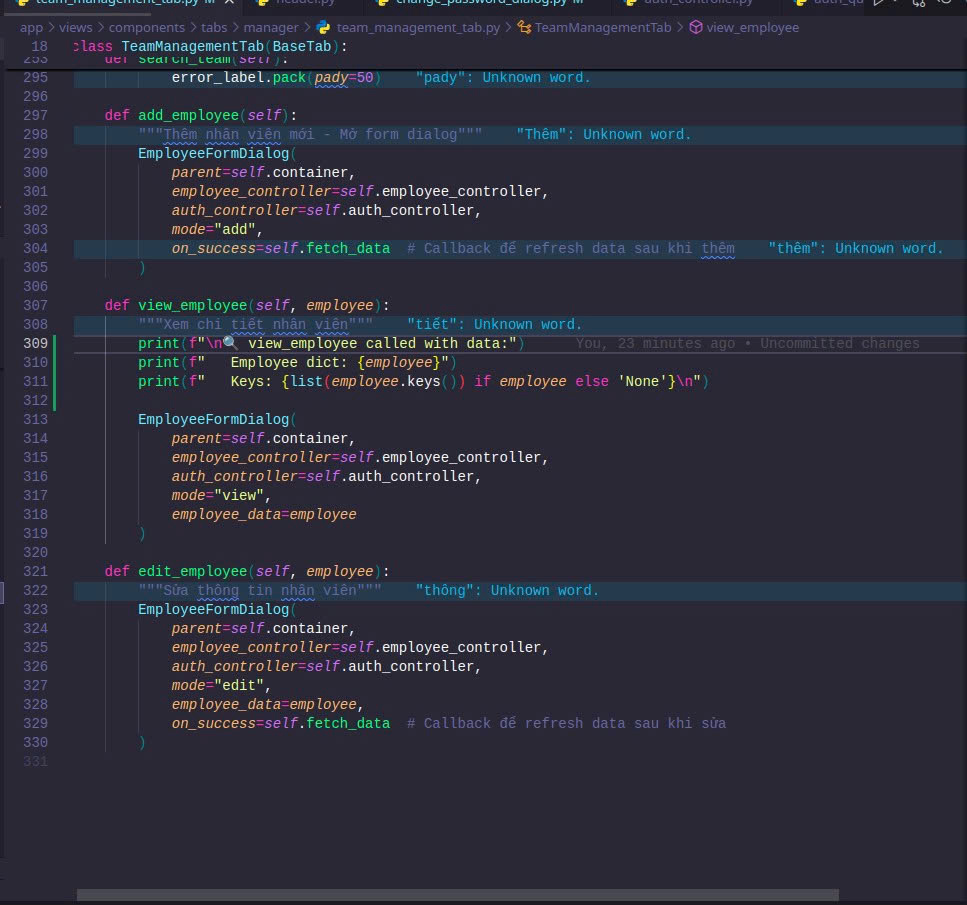 team_management_tab.py M
header.py
change_password_dialog.py M
auth_controller.py
app > views > components > tabs > manager > team_management_tab.py > TeamManagementTab > view_employee
18 class TeamManagementTab(BaseTab):
253 def search_team(self):
295 error_label.pack(pady=50) "pady": Unknown word.
296
297 def add_employee(self):
298 """Thêm nhân viên mới - Mở form dialog""" "Thêm": Unknown word.
299 EmployeeFormDialog(
300 parent=self.container,
301 employee_controller=self.employee_controller,
302 auth_controller=self.auth_controller,
303 mode="add",
304 on_success=self.fetch_data # Callback để refresh data sau khi thêm "thêm": Unknown word.
305 )
306
307 def view_employee(self, employee):
308 """Xem chi tiết nhân viên""" "tiết": Unknown word.
309 print(f"\n🔍 view_employee called with data:") You, 23 minutes ago • Uncommitted changes
310 print(f" Employee dict: {employee}")
311 print(f" Keys: {list(employee.keys()) if employee else 'None'}\n")
312
313 EmployeeFormDialog(
314 parent=self.container,
315 employee_controller=self.employee_controller,
316 auth_controller=self.auth_controller,
317 mode="view",
318 employee_data=employee
319 )
320
321 def edit_employee(self, employee):
322 """Sửa thông tin nhân viên""" "thông": Unknown word.
323 EmployeeFormDialog(
324 parent=self.container,
325 employee_controller=self.employee_controller,
326 auth_controller=self.auth_controller,
327 mode="edit",
328 employee_data=employee,
329 on_success=self.fetch_data # Callback để refresh data sau khi sửa
330 )
331